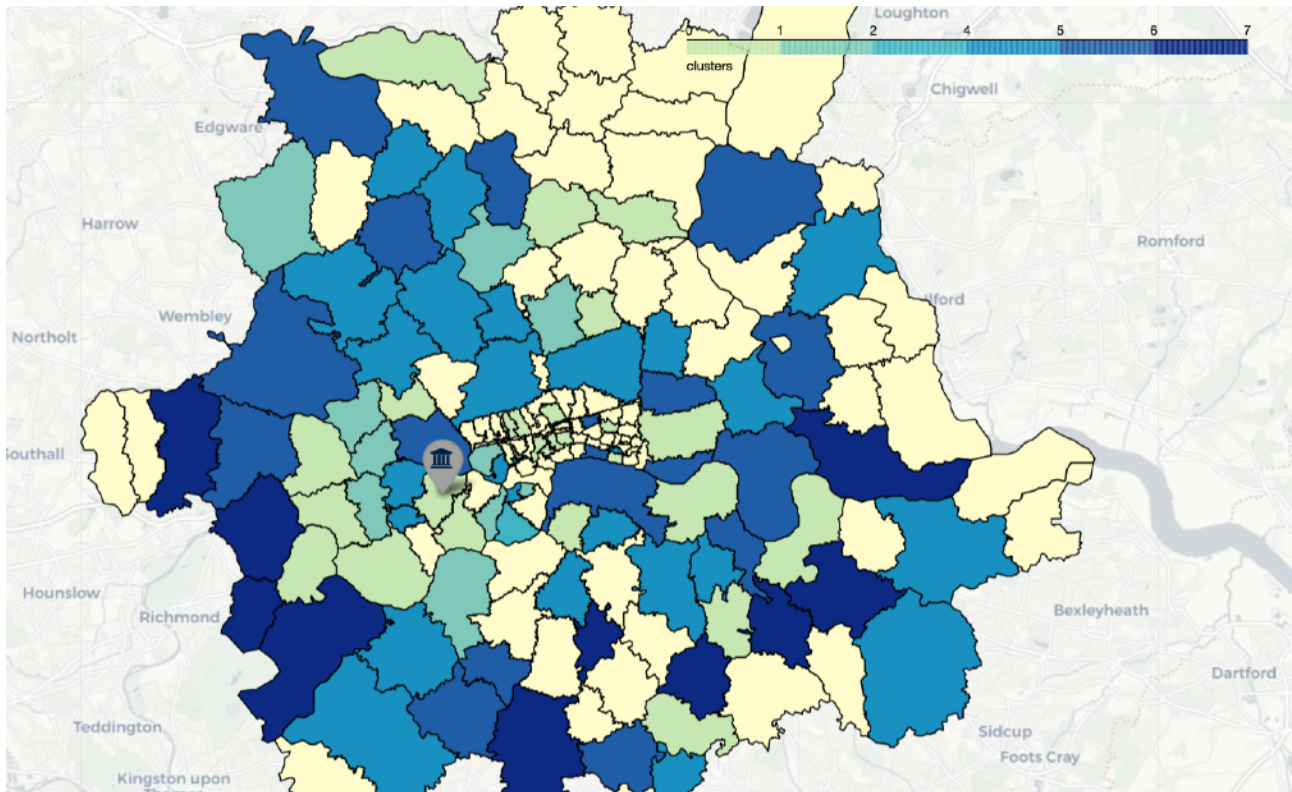 Loughton
0 1 2 4 5 6 7
clusters
Chigwell
Edgware
Harrow
Romford
Ilford
Wembley
Northolt
Southall
Hounslow
Richmond
Bexleyheath
Dartford
Teddington
Sidcup
Foots Cray
Kingston upon